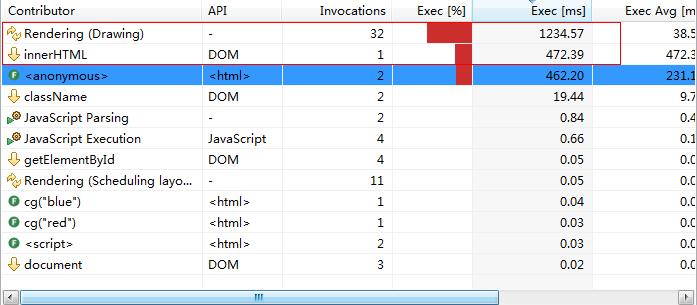 Contributor API Invocations Exec [%] Exec [ms] Exec Avg [m
Rendering (Drawing) - 32 1234.57 38.5
innerHTML DOM 1 472.39 472.3
<anonymous> <html> 2 462.20 231.1
className DOM 2 19.44 9.7
JavaScript Parsing - 2 0.84 0.4
JavaScript Execution JavaScript 4 0.66 0.1
getElementById DOM 4 0.05 0.0
Rendering (Scheduling layo... - 11 0.05 0.0
cg("blue") <html> 1 0.04 0.0
cg("red") <html> 1 0.03 0.0
<script> <html> 2 0.03 0.0
document DOM 3 0.02 0.0